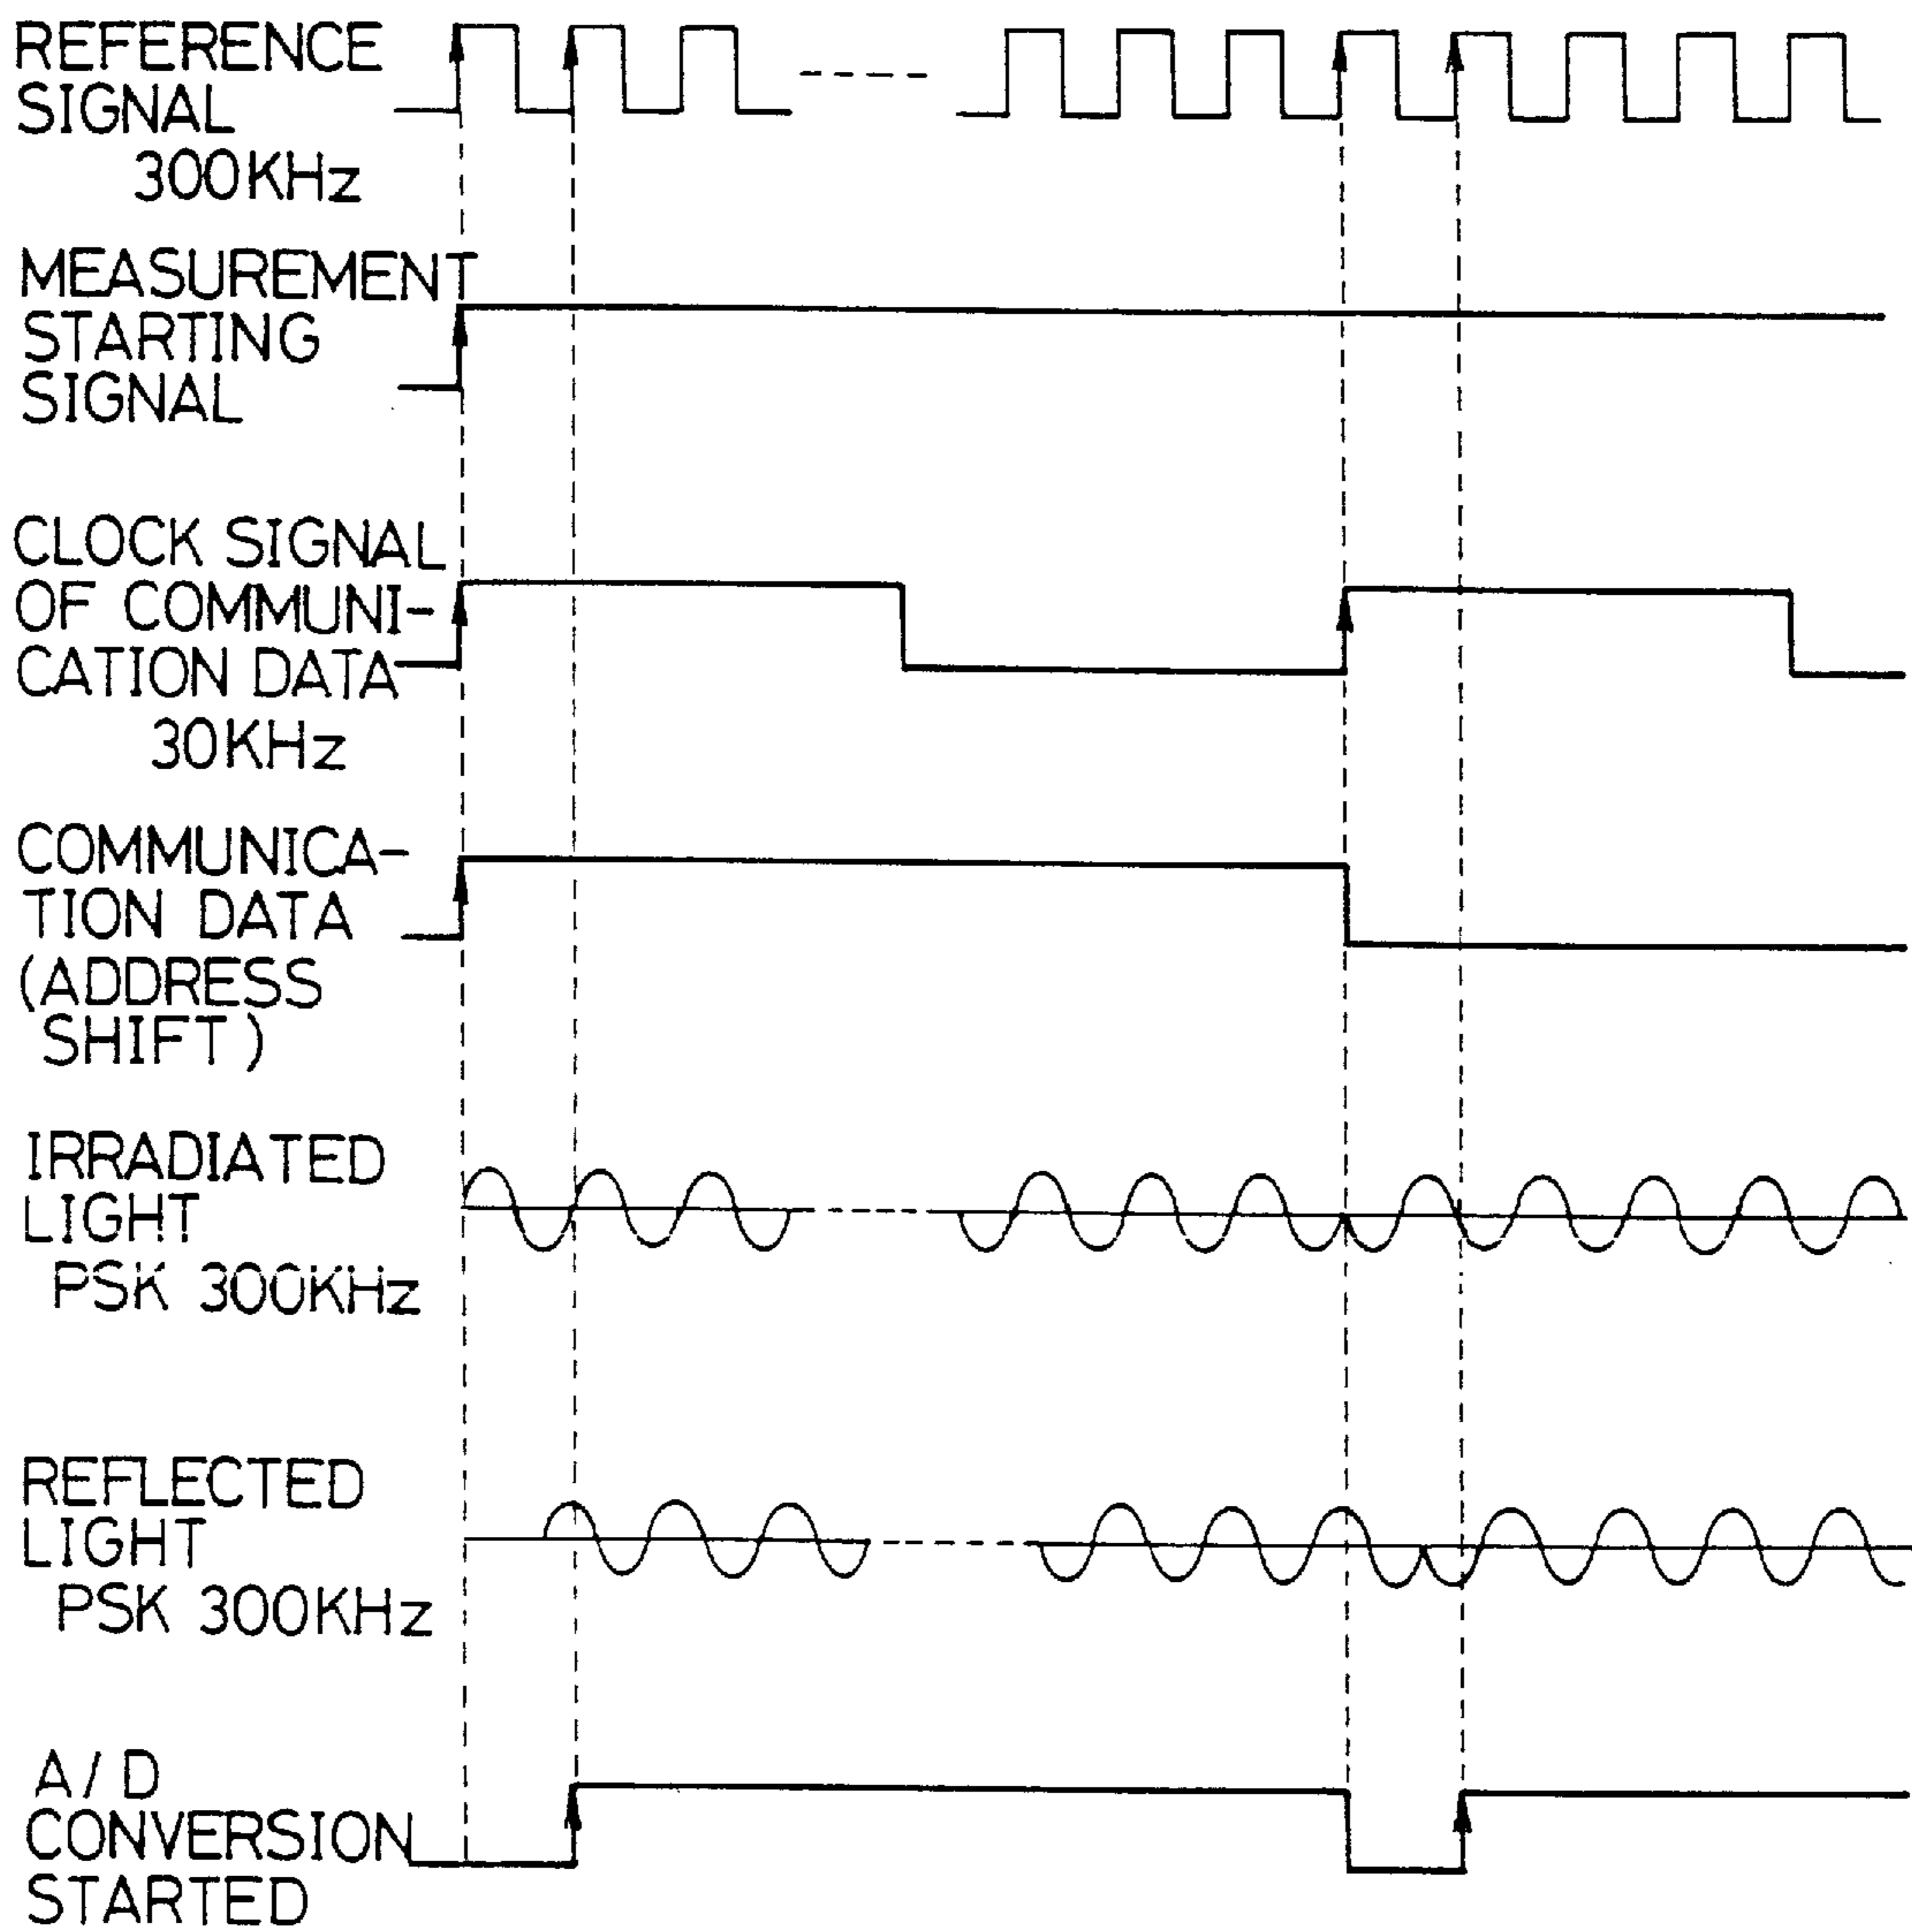 REFERENCE
SIGNAL
300KHz
MEASUREMENT
STARTING
SIGNAL
CLOCK SIGNAL
OF COMMUNI-
CATION DATA
30KHz
COMMUNICA-
TION DATA
(ADDRESS
SHIFT)
IRRADIATED
LIGHT
PSK 300KHz
REFLECTED
LIGHT
PSK 300KHz
A/D
CONVERSION
STARTED